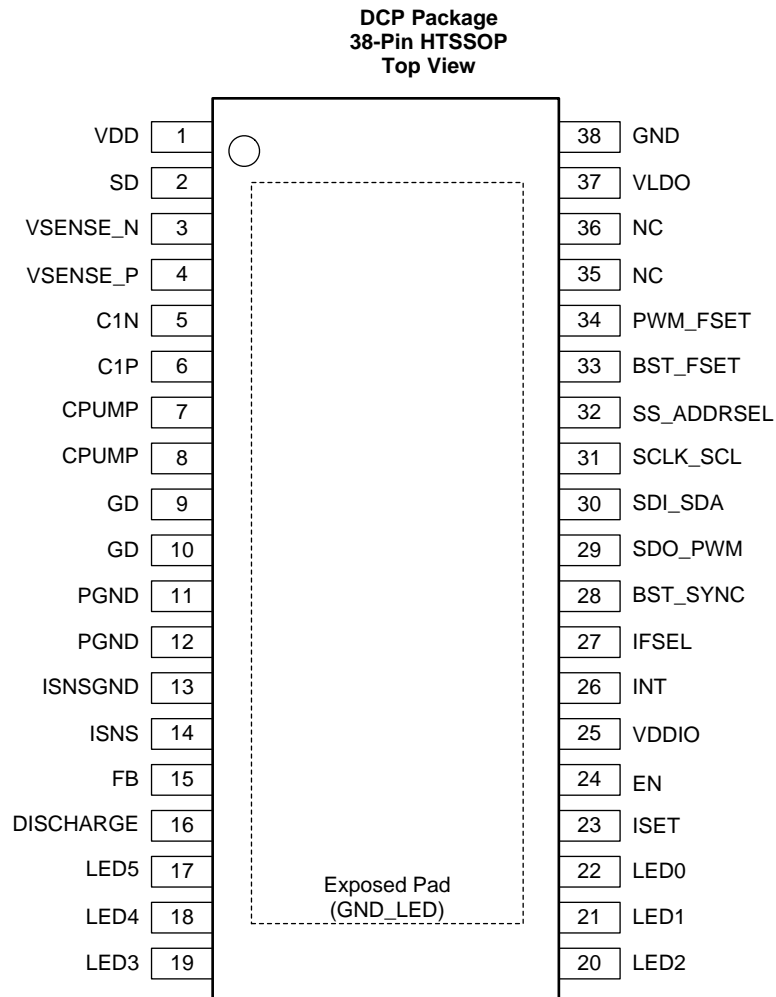 DCP Package
38-Pin HTSSOP
Top View
VDD 1 38 GND
SD 2 37 VLDO
VSENSE_N 3 36 NC
VSENSE_P 4 35 NC
C1N 5 34 PWM_FSET
C1P 6 33 BST_FSET
CPUMP 7 32 SS_ADDRSEL
CPUMP 8 31 SCLK_SCL
GD 9 30 SDI_SDA
GD 10 29 SDO_PWM
PGND 11 28 BST_SYNC
PGND 12 27 IFSEL
ISNSGND 13 26 INT
ISNS 14 25 VDDIO
FB 15 24 EN
DISCHARGE 16 23 ISET
LED5 17 22 LED0
Exposed Pad
(GND_LED)
LED4 18 21 LED1
LED3 19 20 LED2